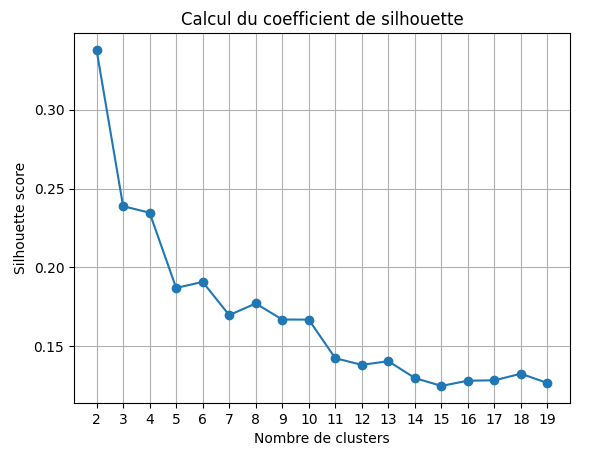 Calcul du coefficient de silhouette
0.30
0.25
0.20
0.15
Silhouette score
2 3 4 5 6 7 8 9 10 11 12 13 14 15 16 17 18 19
Nombre de clusters